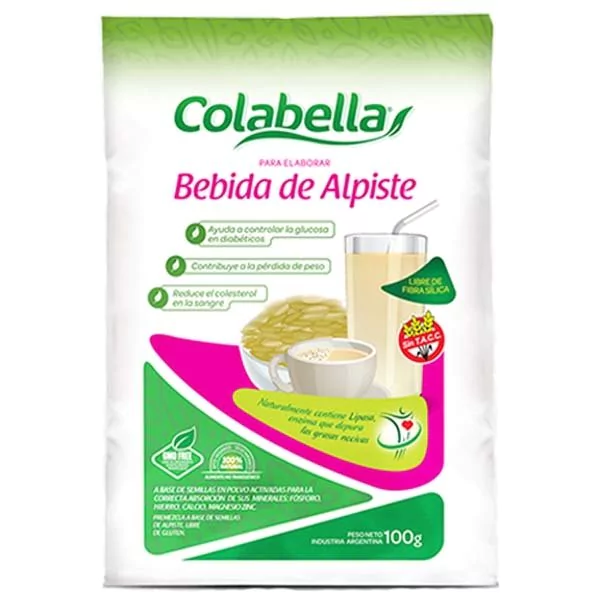 Colabella®
PARA ELABORAR
Bebida de Alpiste
Ayuda a controlar la glucosa
en diabéticos
Contribuye a la pérdida de peso
Reduce el colesterol
en la sangre
LIBRE DE
FIBRA SÍLICA
Sin T.A.C.C.
Naturalmente contiene Lipasa,
enzima que depura
las grasas nocivas
GMO FREE
100%
NATURAL
A BASE DE SEMILLAS EN POLVO ACTIVADAS PARA LA
CORRECTA ABSORCIÓN DE SUS MINERALES: FÓSFORO,
HIERRO, CALCIO, MAGNESIO ZINC
PREMEZCLA A BASE DE SEMILLAS
DE ALPISTE, LIBRE
DE GLUTEN.
PESO NETO
INDUSTRIA ARGENTINA 100g